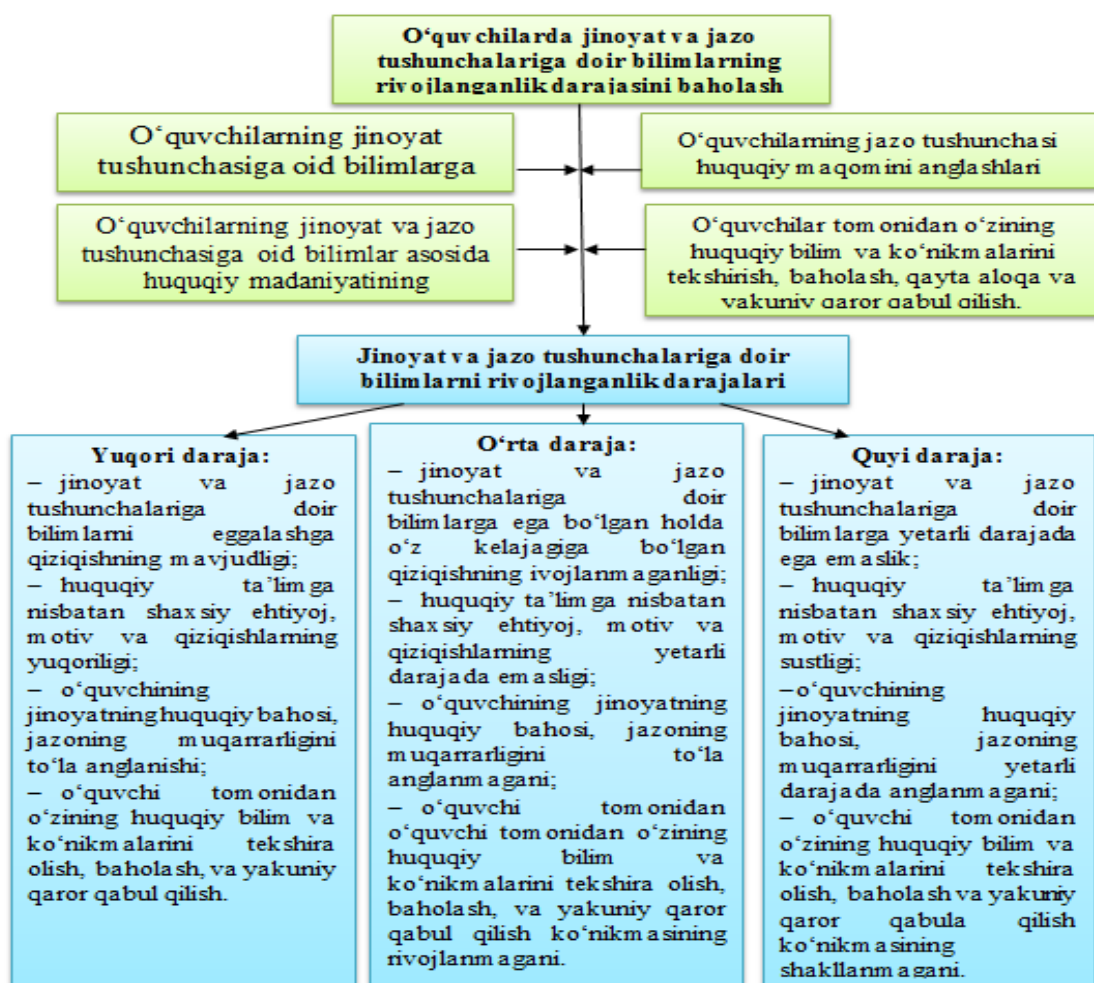 O‘quvchilarda jinoyat va jazo
tushunchalariga doir bilimlarning
rivojlanganlik darajasini baholash
O‘quvchilarning jinoyat
tushunchasiga oid bilimlarga
O‘quvchilarning jazo tushunchasi
huquqiy maqomini anglashlari
O‘quvchilarning jinoyat va jazo
tushunchasiga oid bilimlar asosida
huquqiy madaniyatining
O‘quvchilar tomonidan o‘zining
huquqiy bilim va ko‘nikmalarini
tekshirish, baholash, qayta aloqa va
yakuniy qaror qabul qilish.
Jinoyat va jazo tushunchalariga doir
bilimlarni rivojlanganlik darajalari
Yuqori daraja:
– jinoyat va jazo
tushunchalariga doir
bilimlarni eggalashga
qiziqishning mavjudligi;
– huquqiy ta’limga
nisbatan shaxsiy ehtiyoj,
motiv va qiziqishlarning
yuqoriligi;
– o‘quvchining
jinoyatning huquqiy bahosi,
jazoning muqarrarligini
to‘la anglanishi;
– o‘quvchi tomonidan
o‘zining huquqiy bilim va
ko‘nikmalarini tekshira
olish, baholash, va yakuniy
qaror qabul qilish.
O‘rta daraja:
– jinoyat va jazo
tushunchalariga doir
bilimlarga ega bo‘lgan holda
o‘z kelajagiga bo‘lgan
qiziqishning ivojlanmaganligi;
– huquqiy ta’limga nisbatan
shaxsiy ehtiyoj, motiv va
qiziqishlarning yetarli
darajada emasligi;
– o‘quvchining jinoyatning
huquqiy bahosi, jazoning
muqarrarligini to‘la
anglanmagani;
– o‘quvchi tomonidan
o‘quvchi tomonidan o‘zining
huquqiy bilim va
ko‘nikmalarini tekshira olish,
baholash, va yakuniy qaror
qabul qilish ko‘nikmasining
rivojlanmagani.
Quyi daraja:
– jinoyat va jazo
tushunchalariga doir
bilimlarga yetarli darajada
ega emaslik;
– huquqiy ta’limga
nisbatan shaxsiy ehtiyoj,
motiv va qiziqishlarning
sustligi;
–o‘quvchining
jinoyatning huquqiy
bahosi, jazoning
muqarrarligini yetarli
darajada anglanmagani;
– o‘quvchi tomonidan
o‘zining huquqiy bilim va
ko‘nikmalarini tekshira
olish, baholash va yakuniy
qaror qabula qilish
ko‘nikmasining
shakllanmagani.